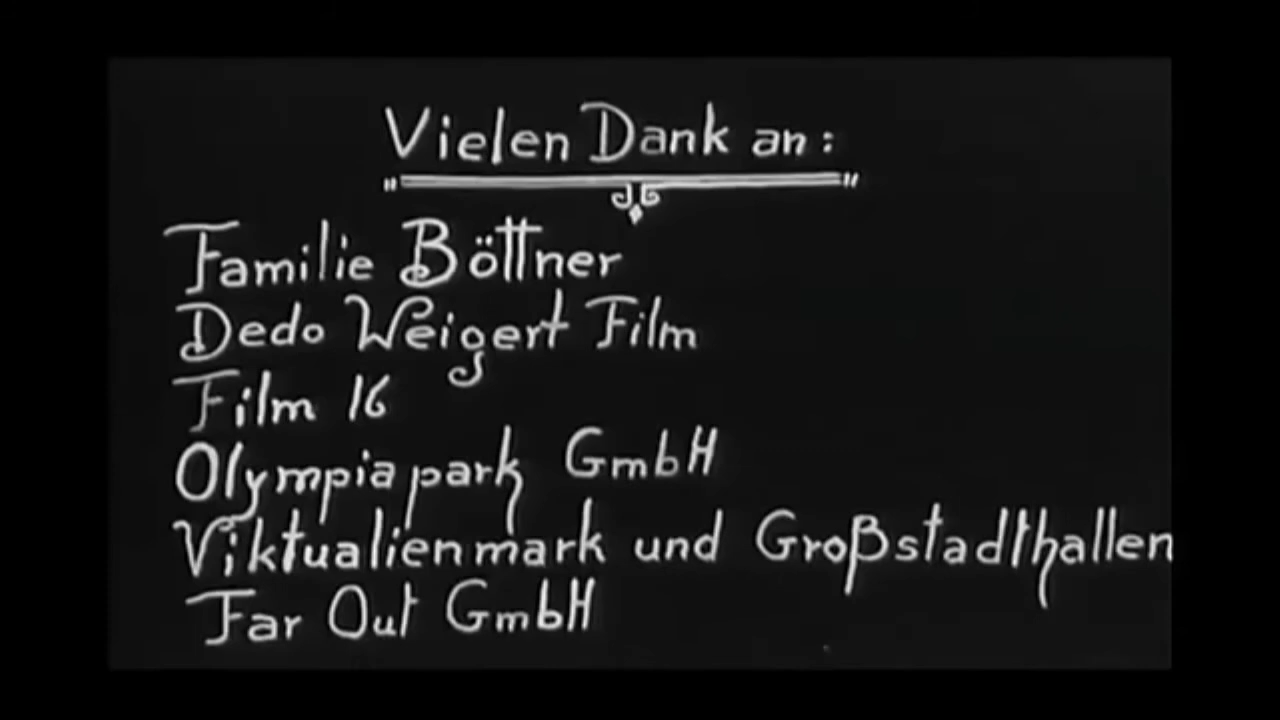 Vielen Dank an:
Familie Böttner
Dedo Weigert Film
Film 16
Olympiapark GmbH
Viktualienmark und Großstadthallen
Far Out GmbH